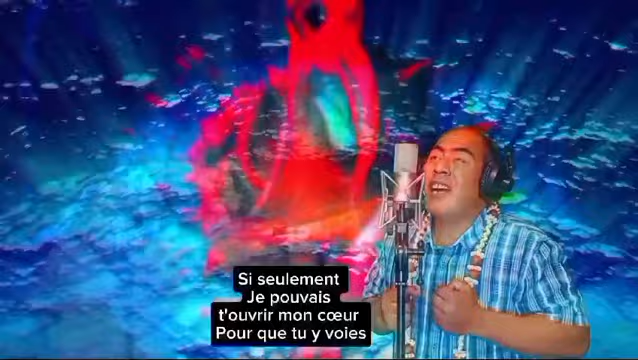 Si seulement
Je pouvais
t'ouvrir mon cœur
Pour que tu y voies